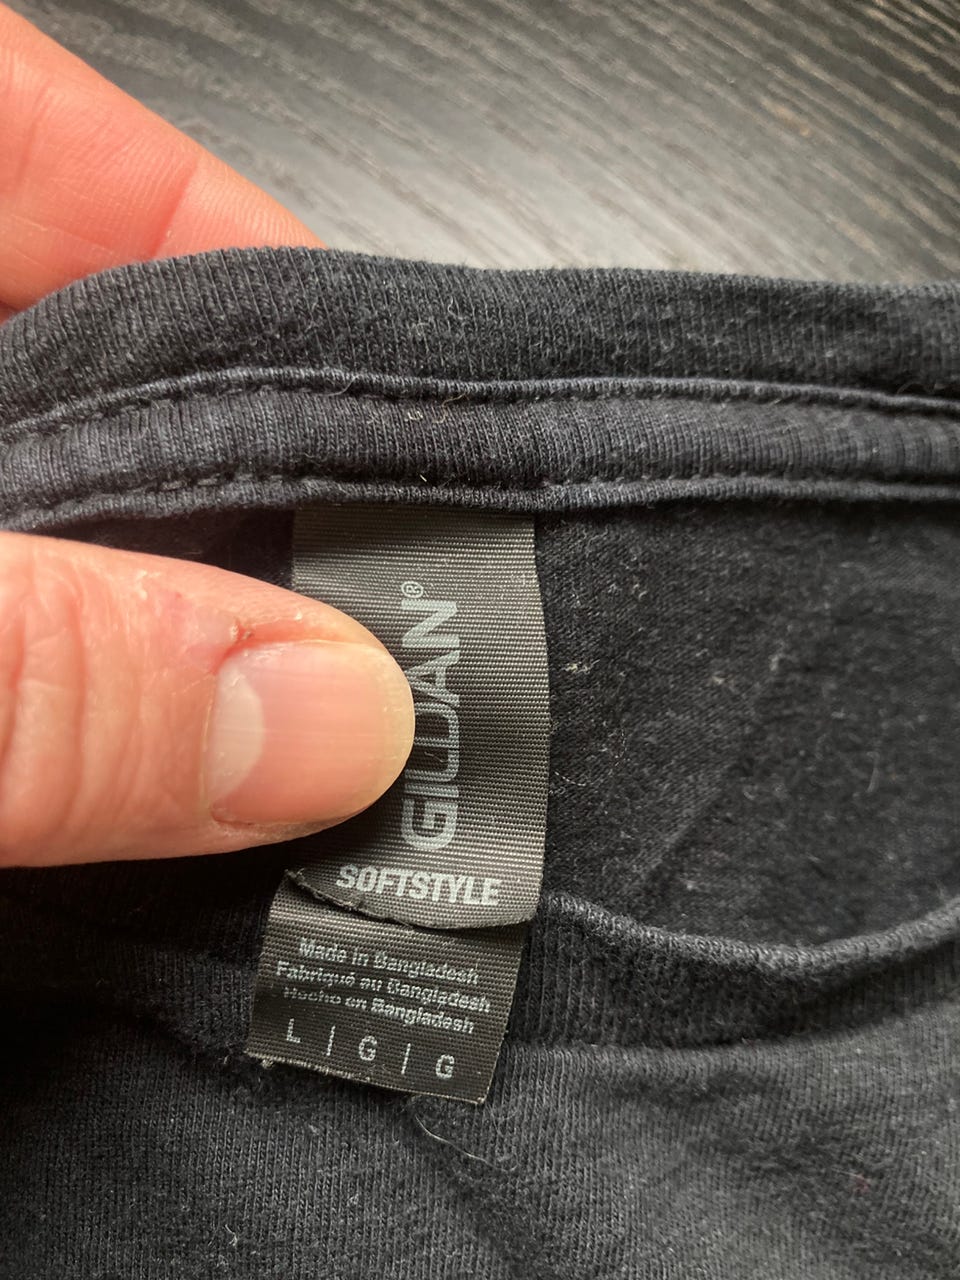 GILDAN®
SOFTSTYLE
Made in Bangladesh
Fabriqué au Bangladesh
Hecho en Bangladesh
L | G | G